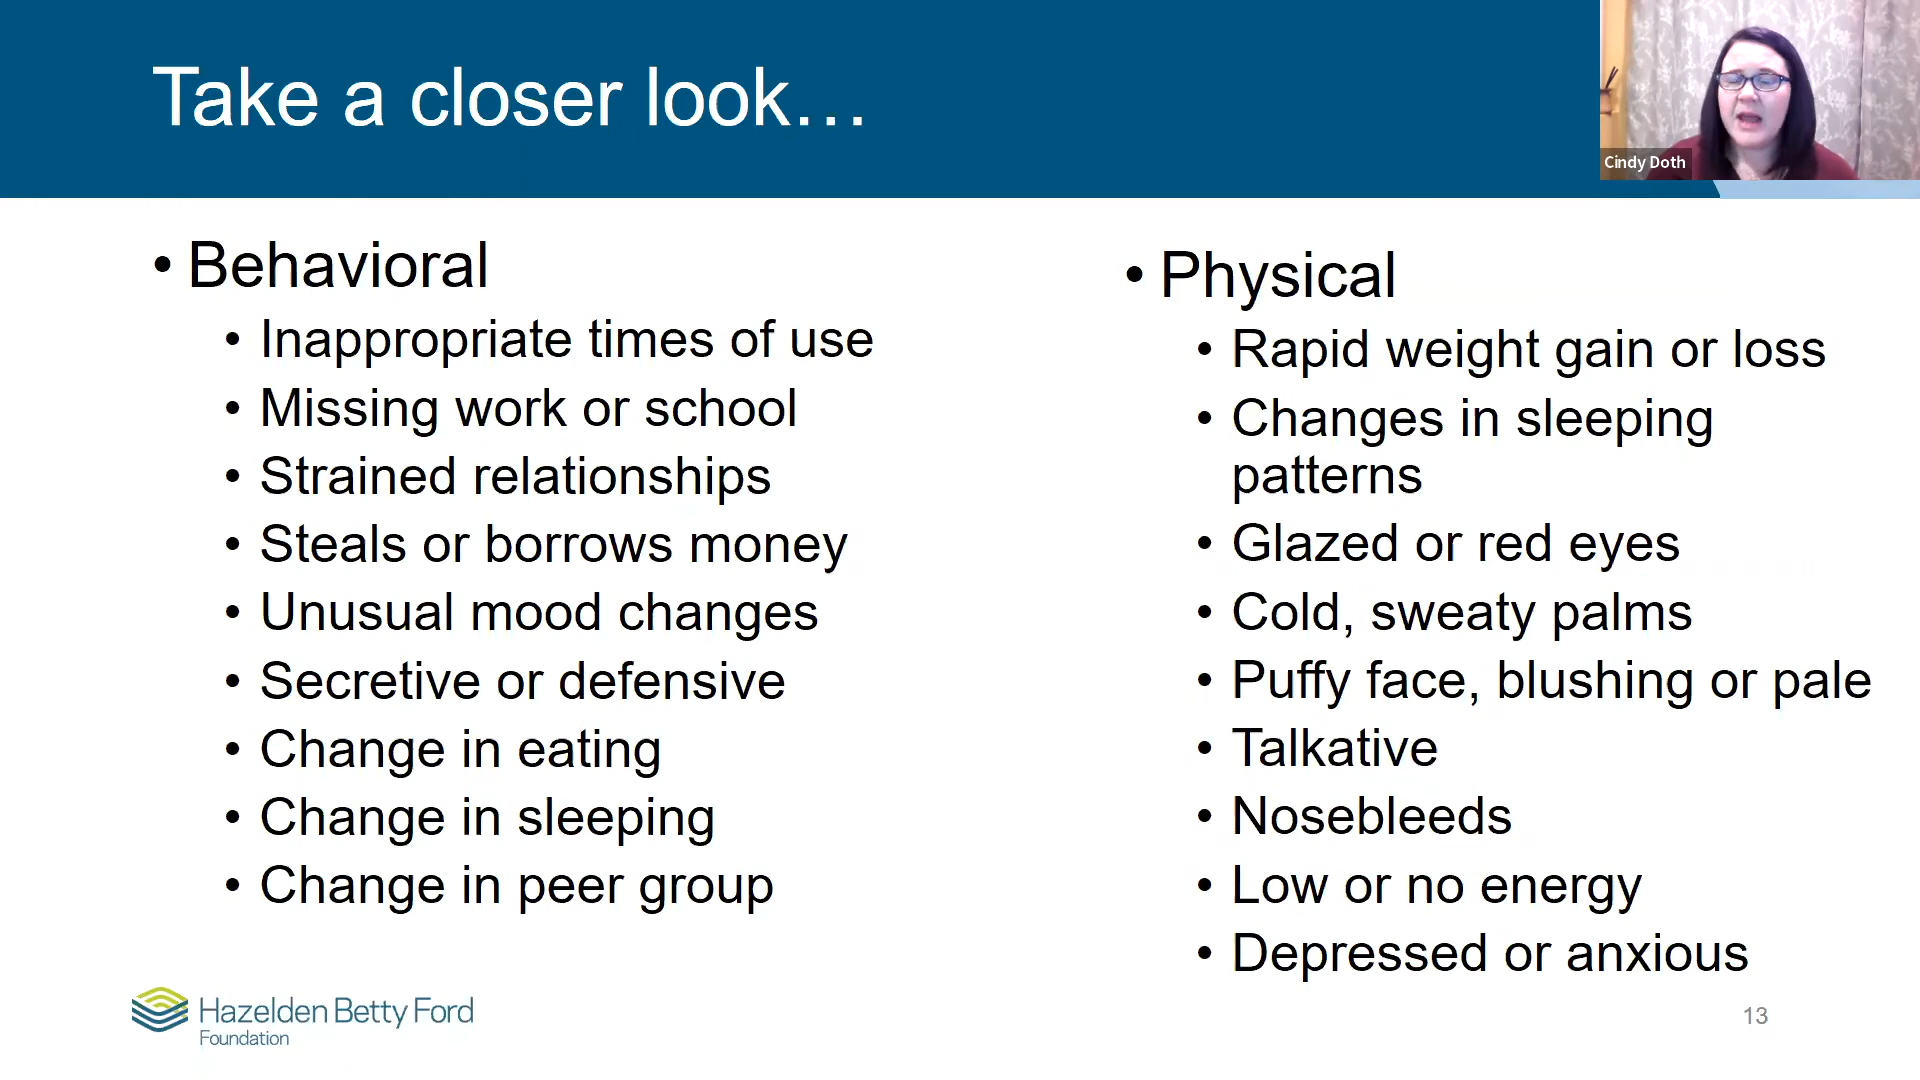 Take a closer look…
Cindy Doth
• Behavioral
• Inappropriate times of use
• Missing work or school
• Strained relationships
• Steals or borrows money
• Unusual mood changes
• Secretive or defensive
• Change in eating
• Change in sleeping
• Change in peer group
• Physical
• Rapid weight gain or loss
• Changes in sleeping
patterns
• Glazed or red eyes
• Cold, sweaty palms
• Puffy face, blushing or pale
• Talkative
• Nosebleeds
• Low or no energy
• Depressed or anxious
Hazelden Betty Ford
Foundation
13